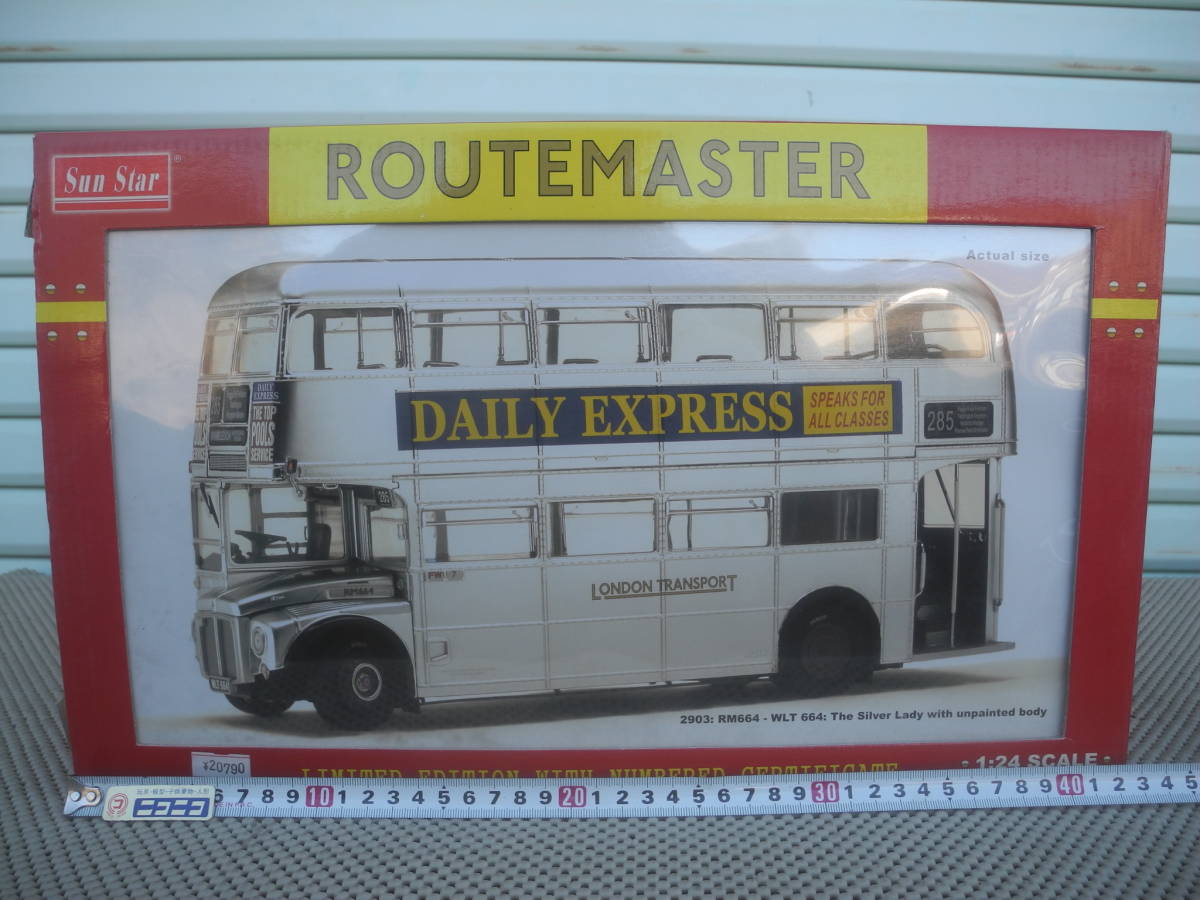 Sun Star
®
ROUTEMASTER
Actual size
DAILY EXPRESS
SPEAKS FOR
ALL CLASSES
DAILY
EXPRESS
THE TOP
POOLS
SERVICE
285
285
RM664
LONDON TRANSPORT
WLT 664
2903: RM664 - WLT 664: The Silver Lady with unpainted body
¥20790
LIMITED EDITION WITH NUMBERED CERTIFICATE
• 1:24 SCALE •
6 7 8 9 10 1 2 3 4 5 6 7 8 9 20 1 2 3 4 5 6 7 8 9 30 1 2 3 4 5 6 7 8 9 40 1 2 3 4 5